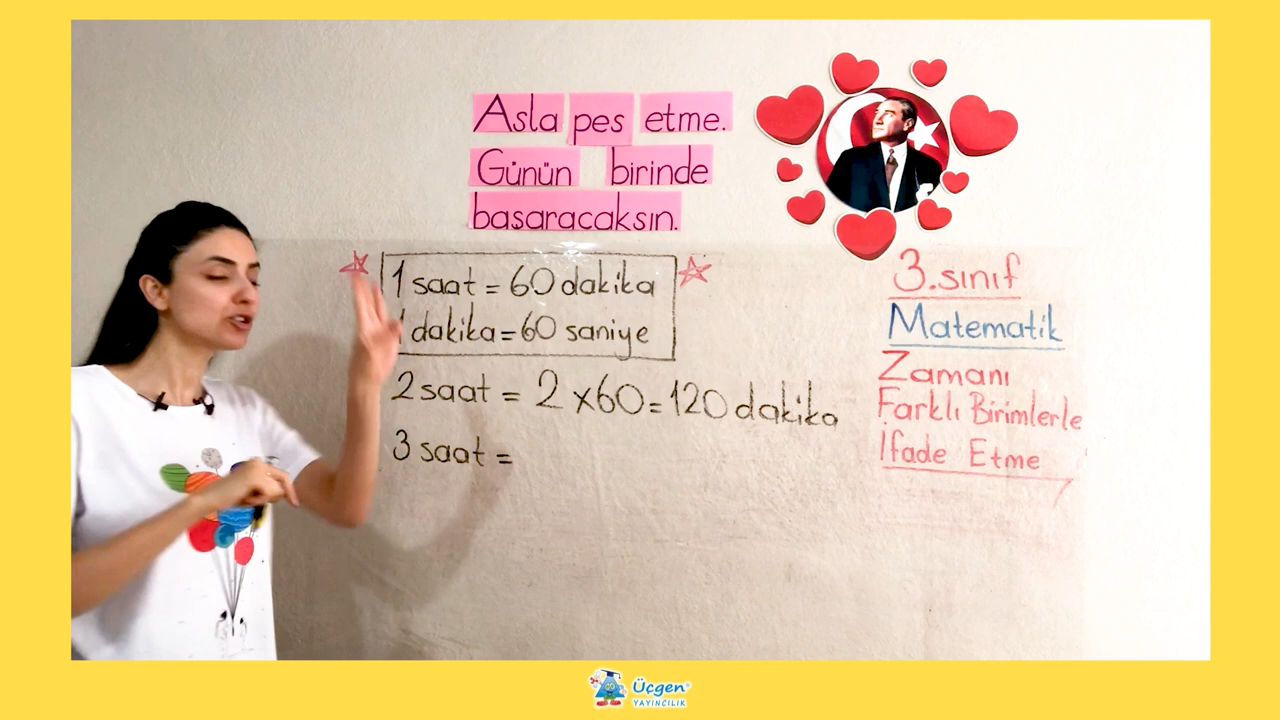 Asla pes etme.
Günün birinde
başaracaksın.
1 saat = 60 dakika
1 dakika = 60 saniye
2 saat = 2 x 60 = 120 dakika
3 saat =
3. sınıf
Matematik
Zamanı
Farklı Birimlerle
İfade Etme
Üçgen
YAYINCILIK